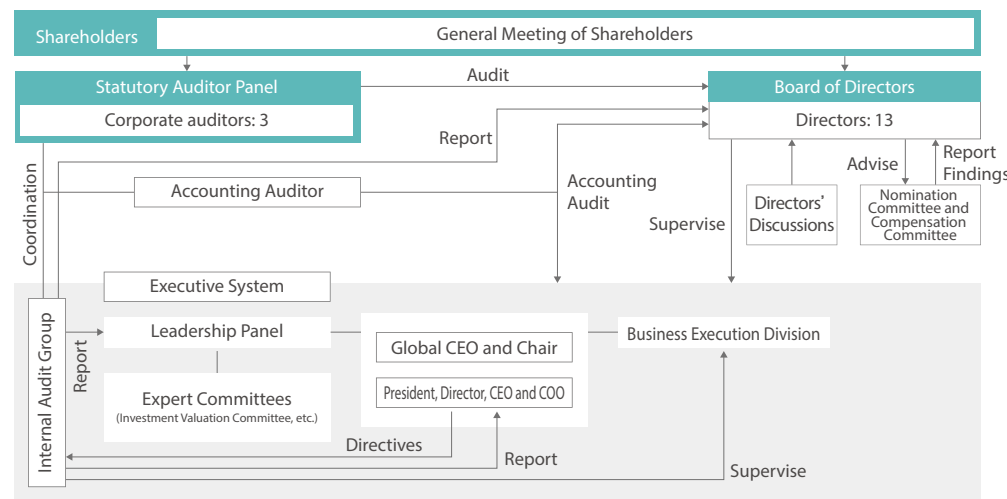 Shareholders
General Meeting of Shareholders
Statutory Auditor Panel
Audit
Board of Directors
Corporate auditors: 3
Directors: 13
Report
Advise
Report
Findings
Coordination
Accounting Auditor
Accounting
Audit
Supervise
Directors'
Discussions
Nomination
Committee and
Compensation
Committee
Executive System
Internal Audit Group
Report
Leadership Panel
Global CEO and Chair
Business Execution Division
Expert Committees
(Investment Valuation Committee, etc.)
President, Director, CEO and COO
Directives
Report
Supervise